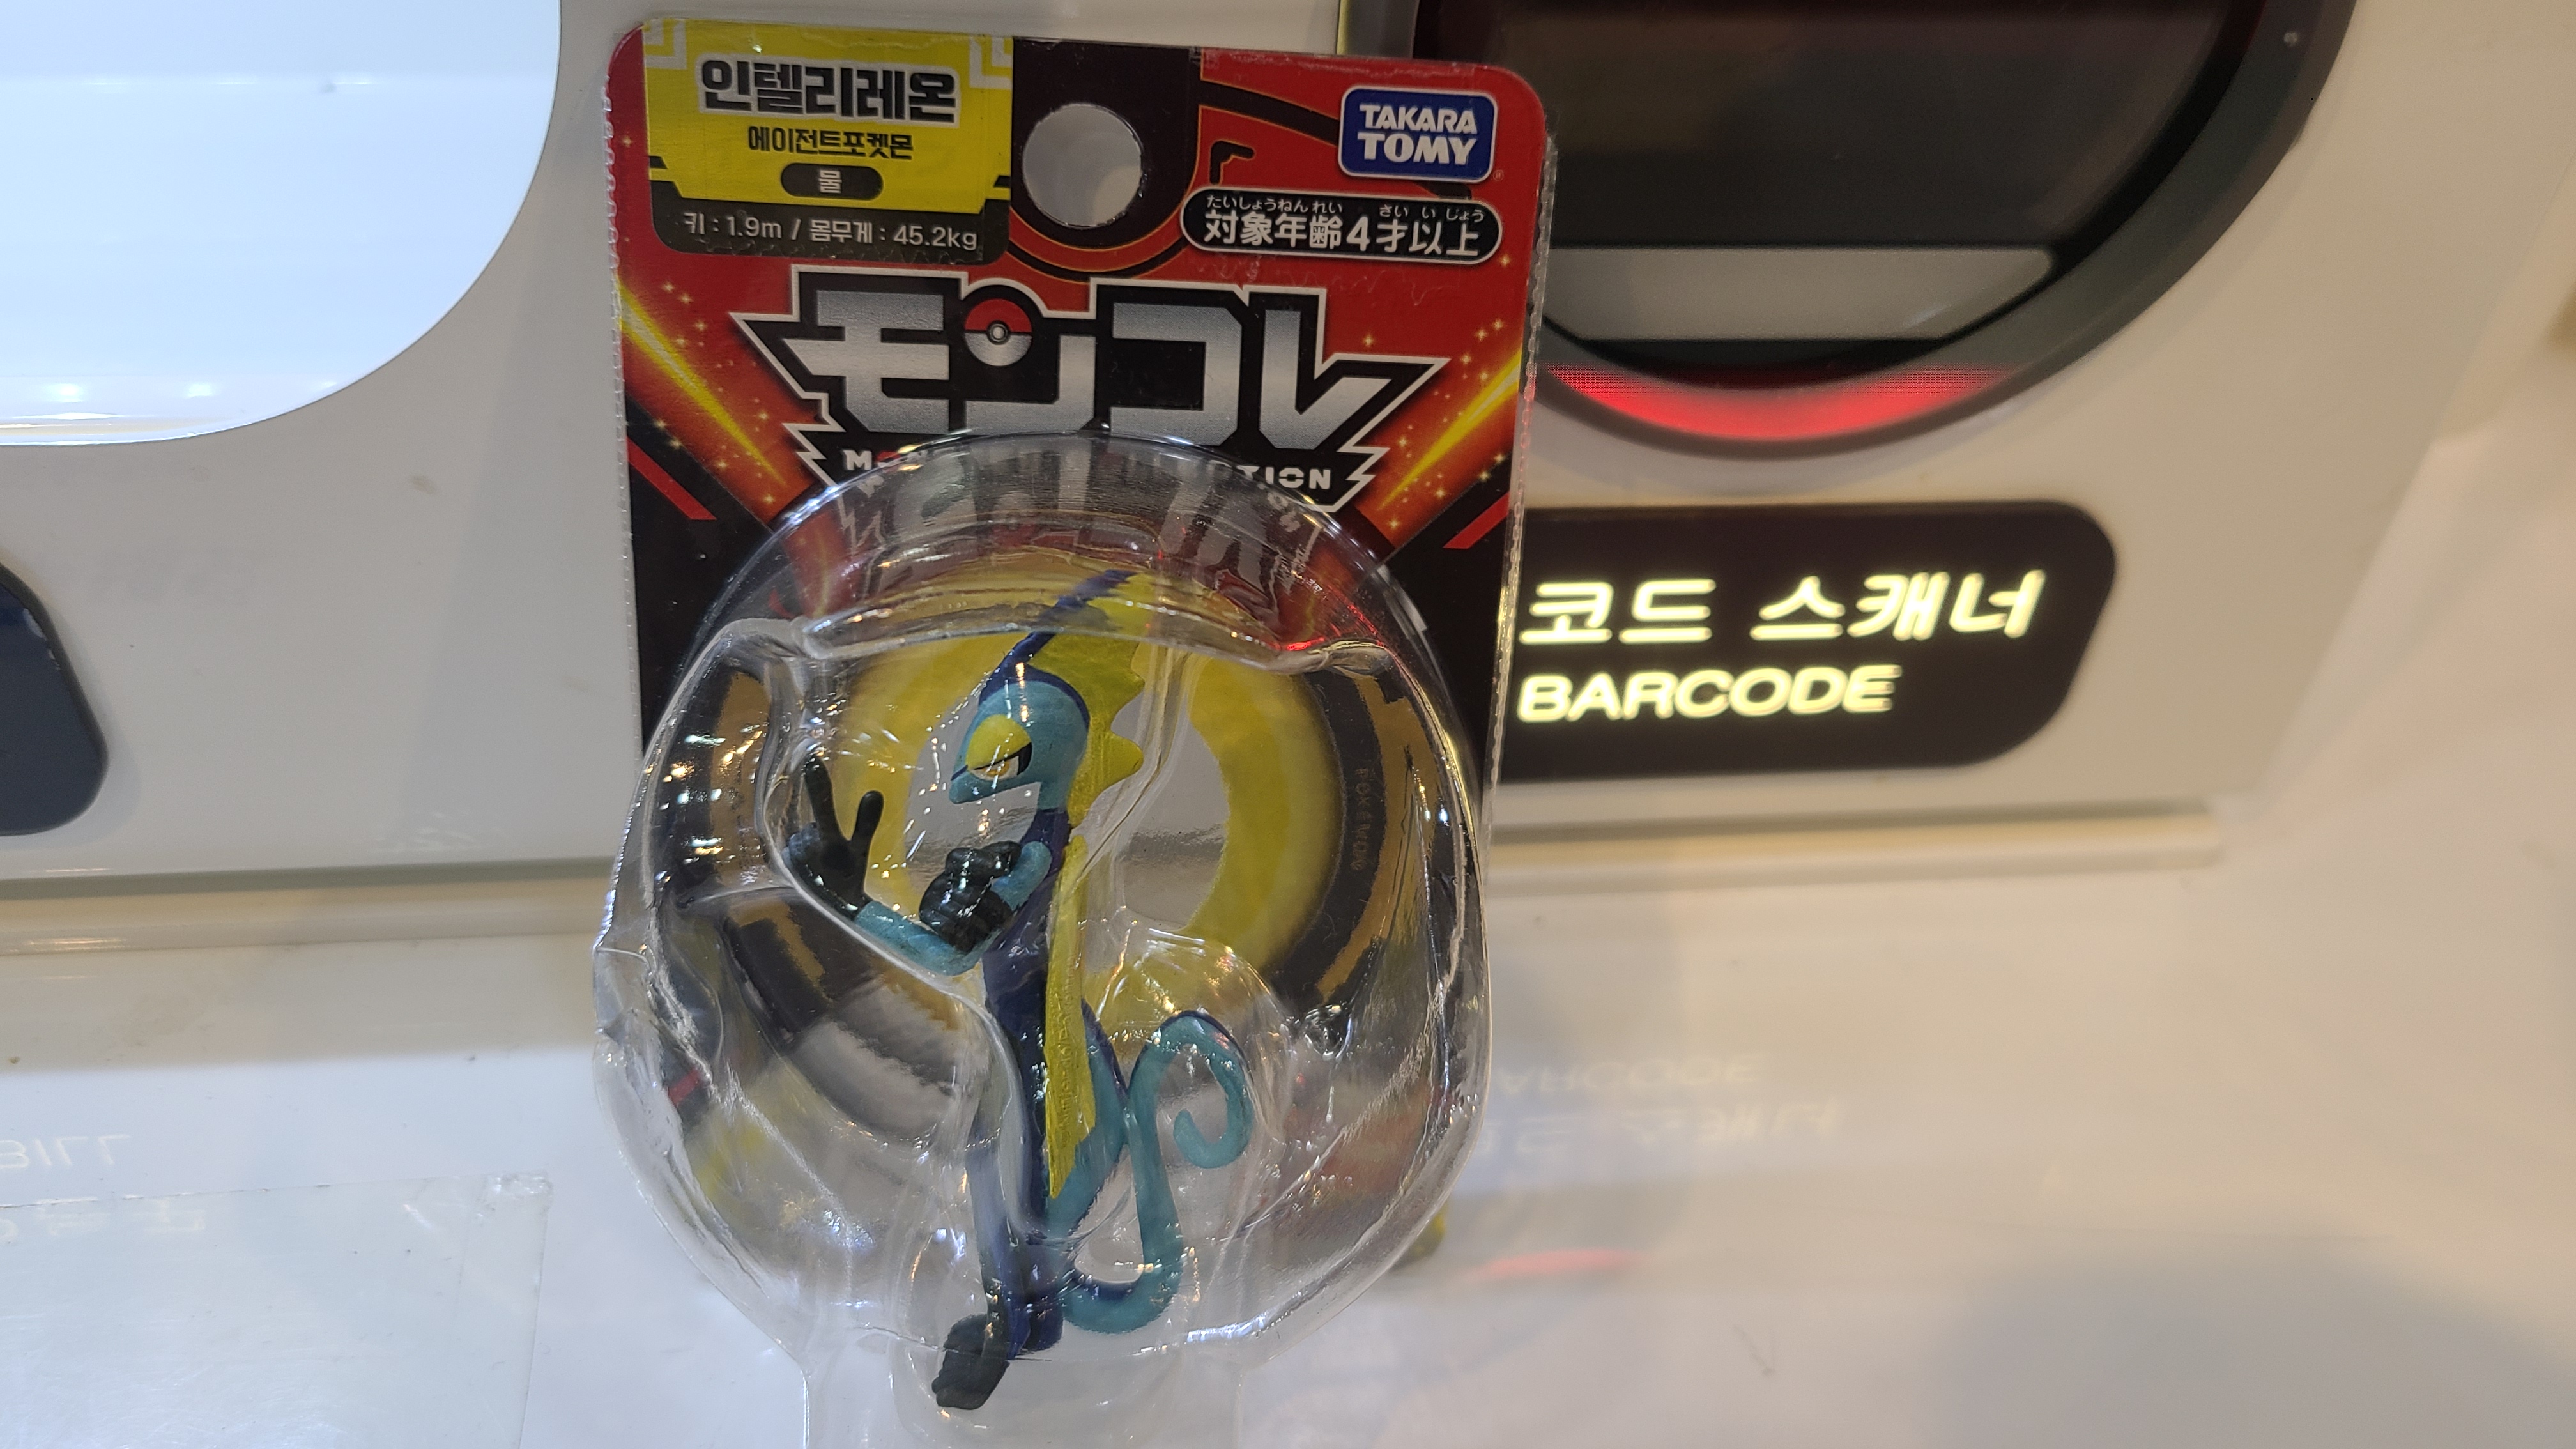 인텔리레온
에이전트포켓몬
물
키 : 1.9m / 몸무게 : 45.2kg
TAKARA
TOMY
たいしょうねんれい さい い じょう
対象年齢4才以上
モンコレ
코드 스캐너
BARCODE
POKÉMON
BILL